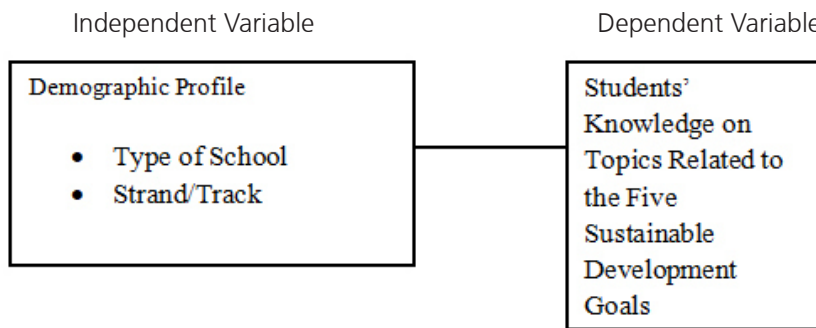 Independent Variable
Dependent Variable
Demographic Profile
• Type of School
• Strand/Track
Students'
Knowledge on
Topics Related to
the Five
Sustainable
Development
Goals